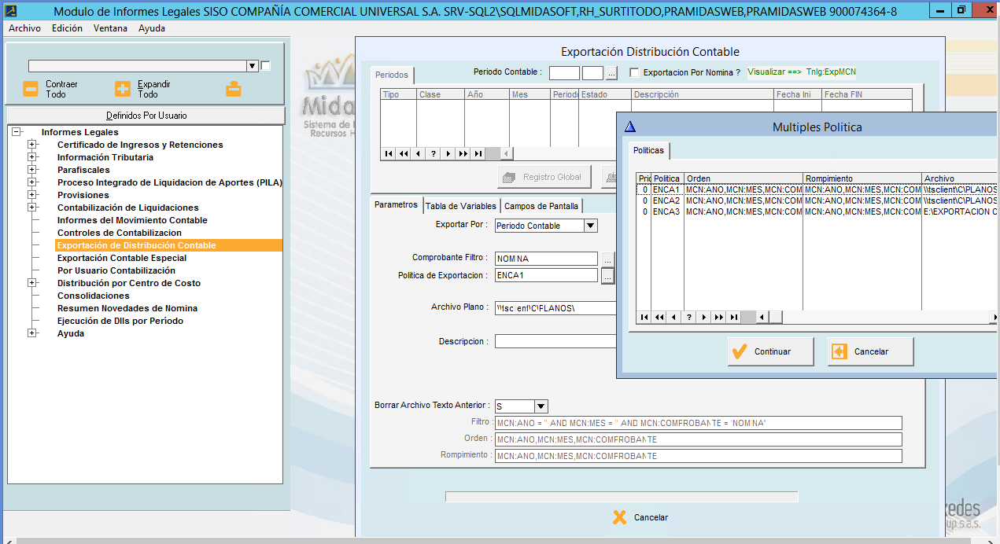 Modulo de Informes Legales SISO COMPAÑÍA COMERCIAL UNIVERSAL S.A. SRV-SQL2\SQLMIDASOFT,RH_SURTITODO,PRAMIDASWEB,PRAMIDASWEB 900074364-8
Archivo Edición Ventana Ayuda
Contraer Todo
Expandir Todo
Definidos Por Usuario
Informes Legales
Certificado de Ingresos y Retenciones
Información Tributaria
Parafiscales
Proceso Integrado de Liquidacion de Aportes (PILA)
Provisiones
Contabilización de Liquidaciones
Informes del Movimiento Contable
Controles de Contabilizacion
Exportación de Distribución Contable
Exportación Contable Especial
Por Usuario Contabilización
Distribución por Centro de Costo
Consolidaciones
Resumen Novedades de Nomina
Ejecución de Dlls por Período
Ayuda
Mida
Sistema de
Recursos H
Exportación Distribución Contable
Periodos
Periodo Contable : ... Exportacion Por Nomina ? Visualizar ==> Tnlg:ExpMCN
Tipo Clase Año Mes Period Estado Descripción Fecha Ini Fecha FIN
?
Registro Global
Parametros Tabla de Variables Campos de Pantalla
Exportar Por : Periodo Contable
Comprobante Filtro : NOMINA ...
Politica de Exportacion : ENCA1 ...
Archivo Plano : \\tsclient\C\PLANOS\
Descripcion :
Borrar Archivo Texto Anterior : S
Filtro : MCN:ANO = '' AND MCN:MES = '' AND MCN:COMPROBANTE = 'NOMINA'
Orden : MCN:ANO,MCN:MES,MCN:COMPROBANTE
Rompimiento : MCN:ANO,MCN:MES,MCN:COMPROBANTE
Cancelar
Multiples Politica
Politicas
Pri Política Orden Rompimiento Archivo
0 ENCA1 MCN:ANO,MCN:MES,MCN:COM MCN:ANO,MCN:MES,MCN:COM \\tsclient\C\PLANOS
0 ENCA2 MCN:ANO,MCN:MES,MCN:COM MCN:ANO,MCN:MES,MCN:COM \\tsclient\C\PLANOS
0 ENCA3 MCN:ANO,MCN:MES,MCN:COM MCN:ANO,MCN:MES,MCN:COM E:\EXPORTACION C
?
Continuar Cancelar
edes
up s.a.s.